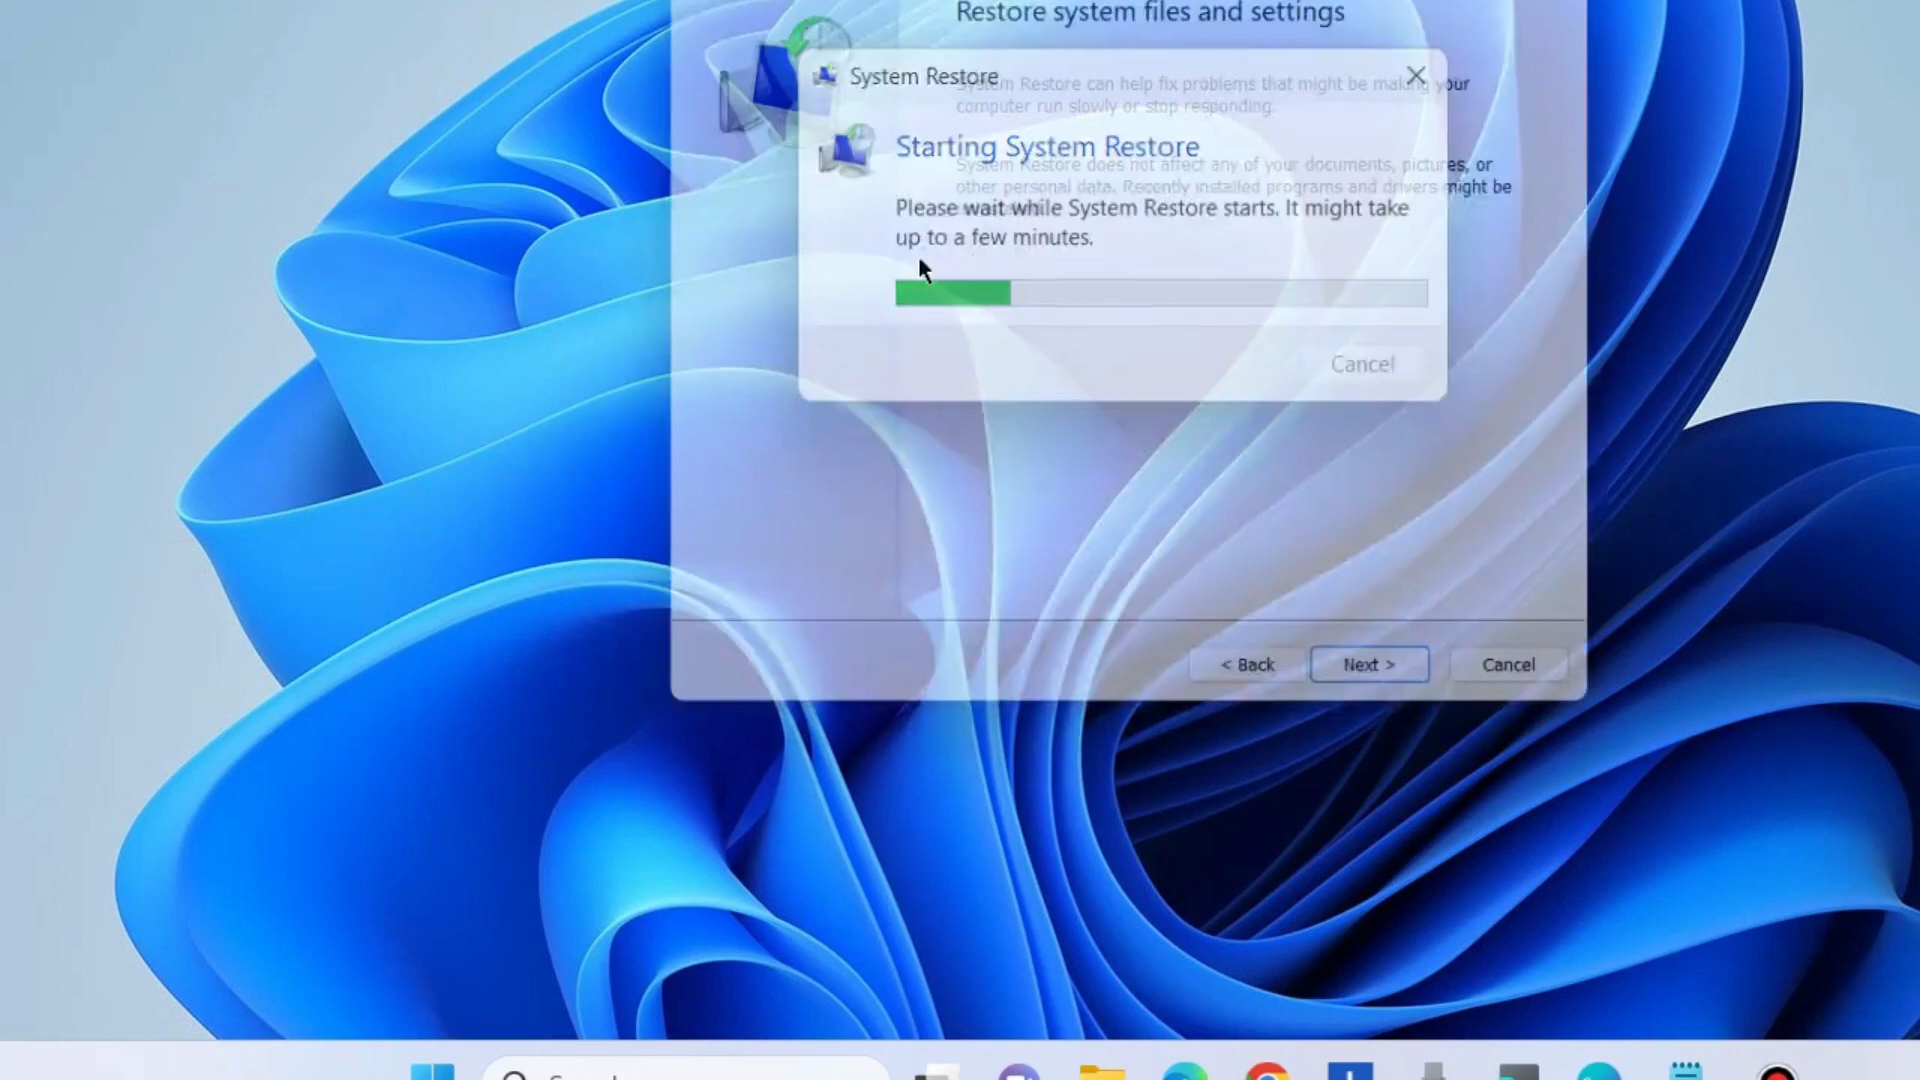 Restore system files and settings
System Restore
System Restore can help fix problems that might be making your
computer run slowly or stop responding.
Starting System Restore
System Restore does not affect any of your documents, pictures, or
other personal data. Recently installed programs and drivers might be
Please wait while System Restore starts. It might take
up to a few minutes.
Cancel
< Back
Next >
Cancel